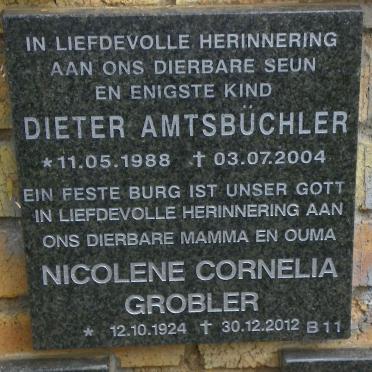 IN LIEFDEVOLLE HERINNERING
AAN ONS DIERBARE SEUN
EN ENIGSTE KIND
DIETER AMTSBÜCHLER
* 11.05.1988 † 03.07.2004
EIN FESTE BURG IST UNSER GOTT
IN LIEFDEVOLLE HERINNERING AAN
ONS DIERBARE MAMMA EN OUMA
NICOLENE CORNELIA
GROBLER
* 12.10.1924 † 30.12.2012 B11